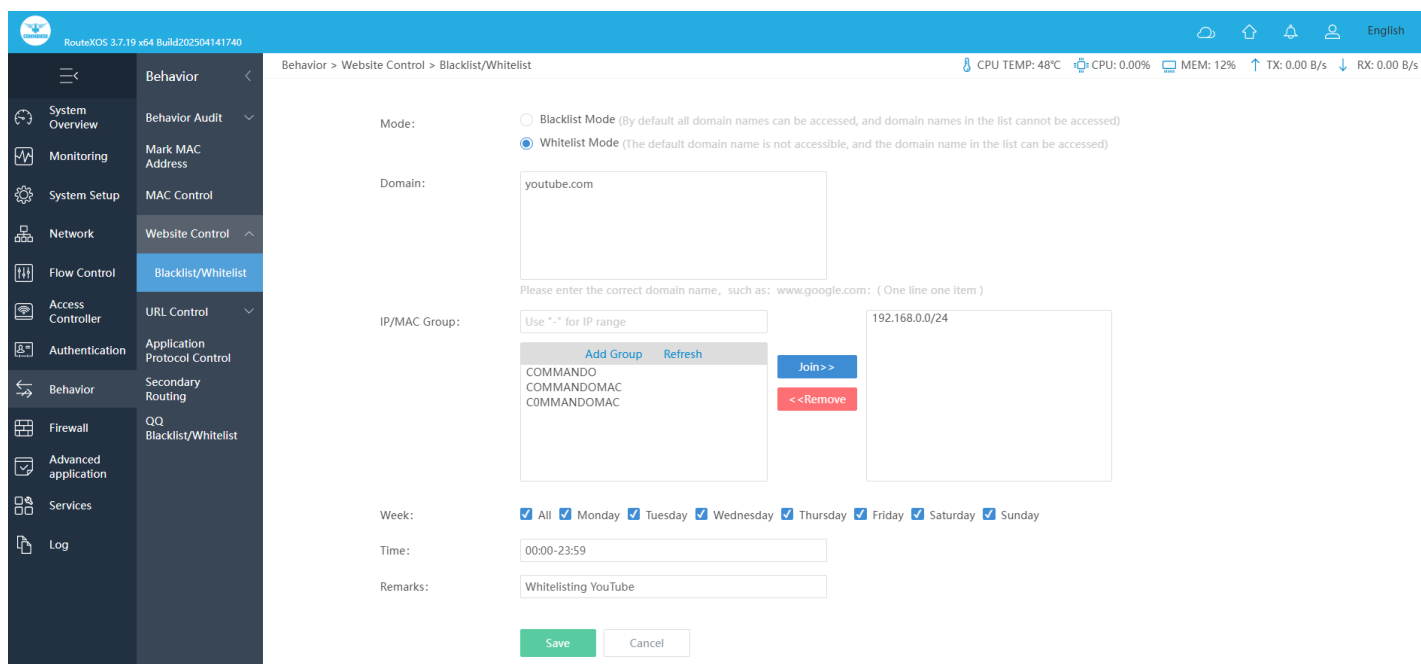 COMMANDO
RouteXOS 3.7.19 x64 Build202504141740
English
Behavior
Behavior > Website Control > Blacklist/Whitelist
CPU TEMP: 48℃ CPU: 0.00% MEM: 12% TX: 0.00 B/s RX: 0.00 B/s
System
Overview
Monitoring
System Setup
Network
Flow Control
Access
Controller
Authentication
Behavior
Firewall
Advanced
application
Services
Log
Behavior Audit
Mark MAC
Address
MAC Control
Website Control
Blacklist/Whitelist
URL Control
Application
Protocol Control
Secondary
Routing
QQ
Blacklist/Whitelist
Mode:
Blacklist Mode (By default all domain names can be accessed, and domain names in the list cannot be accessed)
Whitelist Mode (The default domain name is not accessible, and the domain name in the list can be accessed)
Domain:
youtube.com
Please enter the correct domain name, such as: www.google.com: ( One line one item )
IP/MAC Group:
Use "-" for IP range
Add Group Refresh
COMMANDO
COMMANDOMAC
C0MMANDOMAC
Join>>
<<Remove
192.168.0.0/24
Week:
All Monday Tuesday Wednesday Thursday Friday Saturday Sunday
Time:
00:00-23:59
Remarks:
Whitelisting YouTube
Save Cancel